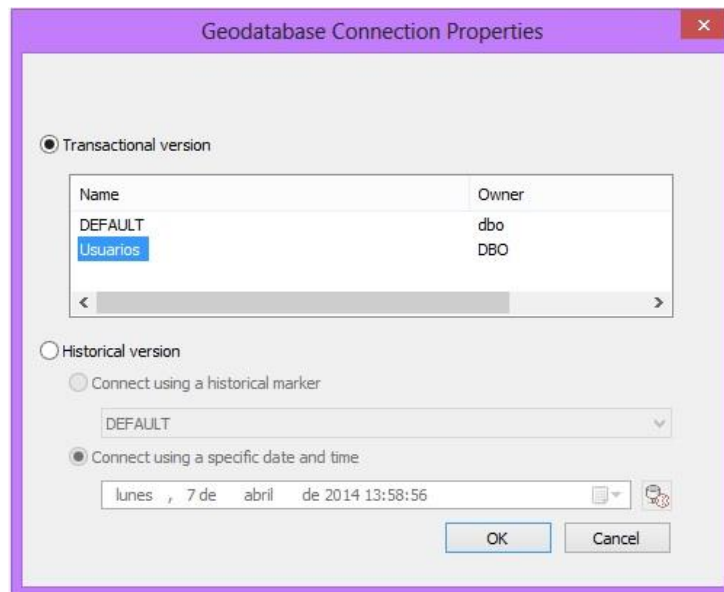 Geodatabase Connection Properties
Transactional version
Name Owner
DEFAULT dbo
Usuarios DBO
Historical version
Connect using a historical marker
DEFAULT
Connect using a specific date and time
lunes , 7 de abril de 2014 13:58:56
OK Cancel